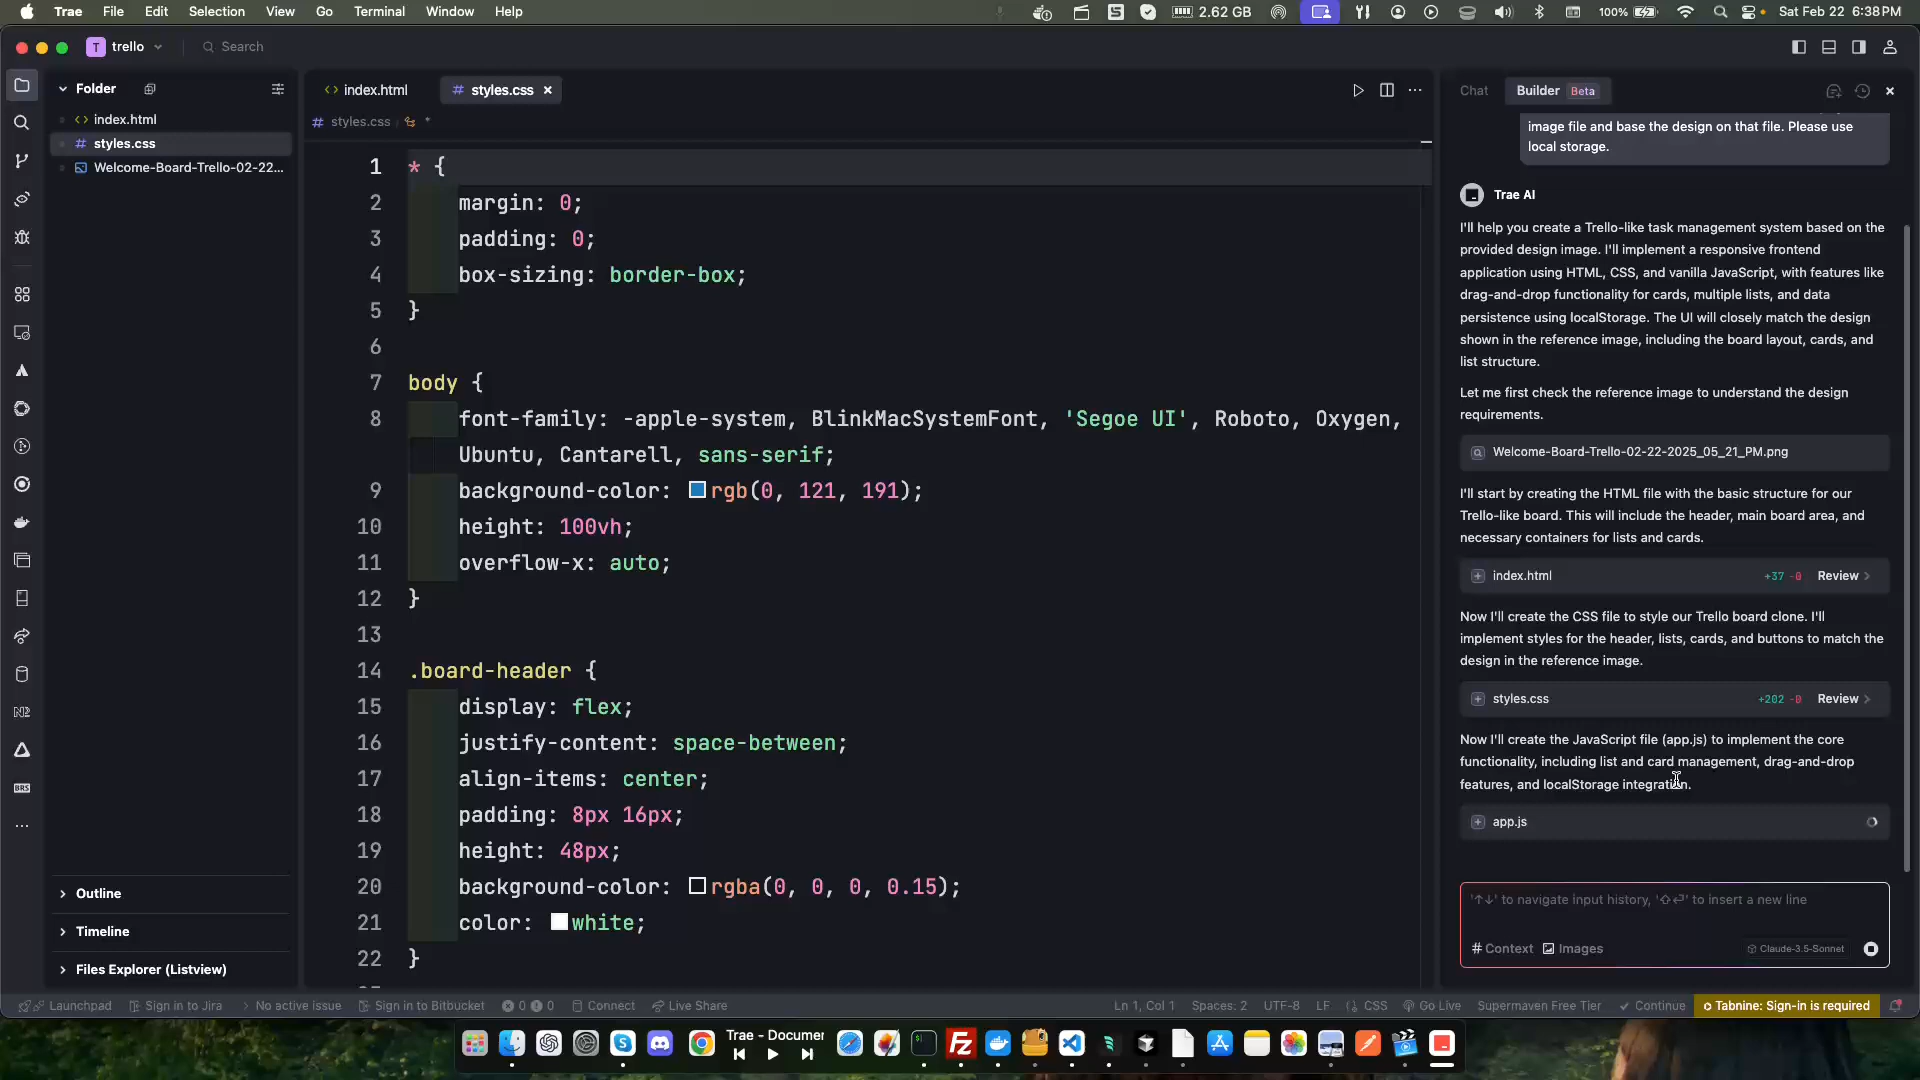 Trae File Edit Selection View Go Terminal Window Help
2.62 GB 100% Sat Feb 22 6:38 PM
T trello Search
Folder
index.html
styles.css
Welcome-Board-Trello-02-22...
Outline
Timeline
Files Explorer (Listview)
index.html # styles.css
# styles.css *
1 * {
2 margin: 0;
3 padding: 0;
4 box-sizing: border-box;
5 }
6
7 body {
8 font-family: -apple-system, BlinkMacSystemFont, 'Segoe UI', Roboto, Oxygen,
Ubuntu, Cantarell, sans-serif;
9 background-color: rgb(0, 121, 191);
10 height: 100vh;
11 overflow-x: auto;
12 }
13
14 .board-header {
15 display: flex;
16 justify-content: space-between;
17 align-items: center;
18 padding: 8px 16px;
19 height: 48px;
20 background-color: rgba(0, 0, 0, 0.15);
21 color: white;
22 }
Chat Builder Beta
image file and base the design on that file. Please use
local storage.
Trae AI
I'll help you create a Trello-like task management system based on the
provided design image. I'll implement a responsive frontend
application using HTML, CSS, and vanilla JavaScript, with features like
drag-and-drop functionality for cards, multiple lists, and data
persistence using localStorage. The UI will closely match the design
shown in the reference image, including the board layout, cards, and
list structure.
Let me first check the reference image to understand the design
requirements.
Welcome-Board-Trello-02-22-2025_05_21_PM.png
I'll start by creating the HTML file with the basic structure for our
Trello-like board. This will include the header, main board area, and
necessary containers for lists and cards.
index.html +37 -0 Review
Now I'll create the CSS file to style our Trello board clone. I'll
implement styles for the header, lists, cards, and buttons to match the
design in the reference image.
styles.css +202 -0 Review
Now I'll create the JavaScript file (app.js) to implement the core
functionality, including list and card management, drag-and-drop
features, and localStorage integration.
app.js
'↑↓' to navigate input history, '⇧⏎' to insert a new line
# Context Images Claude-3.5-Sonnet
Launchpad Sign in to Jira No active issue Sign in to Bitbucket 0 0 Connect Live Share
Ln 1, Col 1 Spaces: 2 UTF-8 LF CSS Go Live Supermaven Free Tier Continue Tabnine: Sign-in is required
Trae - Documer